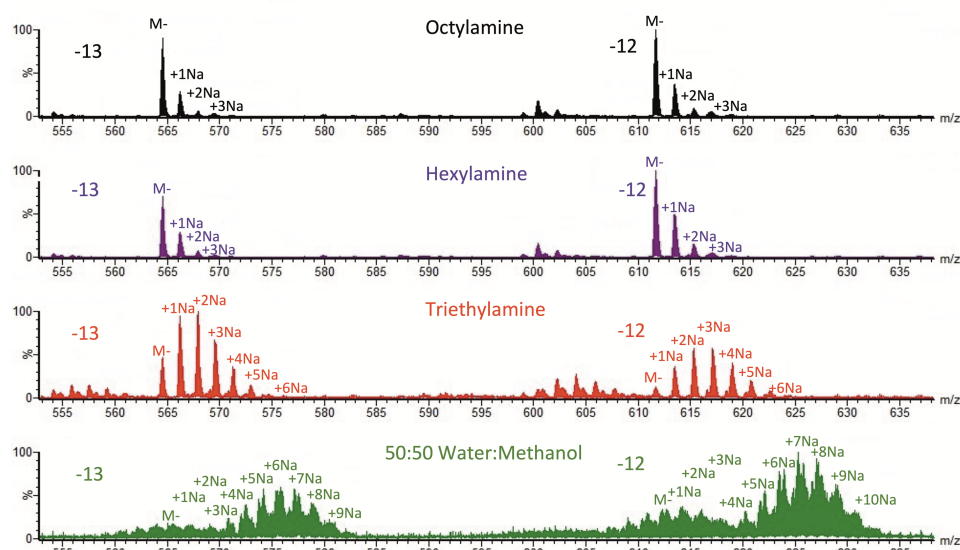 Octylamine
M-
M-
100
-13
-12
+1Na
+1Na
%
+2Na
+2Na
+3Na
+3Na
0
555 560 565 570 575 580 585 590 595 600 605 610 615 620 625 630 635 m/z
Hexylamine
M-
100
-13
M-
-12
+1Na
%
+1Na
+2Na
+2Na
+3Na
+3Na
0
555 560 565 570 575 580 585 590 595 600 605 610 615 620 625 630 635 m/z
Triethylamine
100
+1Na
+2Na
-13
-12
+3Na
+3Na
+2Na
M-
+1Na
+4Na
%
+4Na
+5Na
+6Na
M-
+5Na
+6Na
0
555 560 565 570 575 580 585 590 595 600 605 610 615 620 625 630 635 m/z
50:50 Water:Methanol
100
-13
-12
+7Na
+8Na
+6Na
+3Na
+6Na
+2Na
+5Na
+7Na
+2Na
+5Na
+9Na
%
+1Na
+4Na
+8Na
M-
+1Na
+4Na
+10Na
M-
+3Na
+9Na
0
m/z